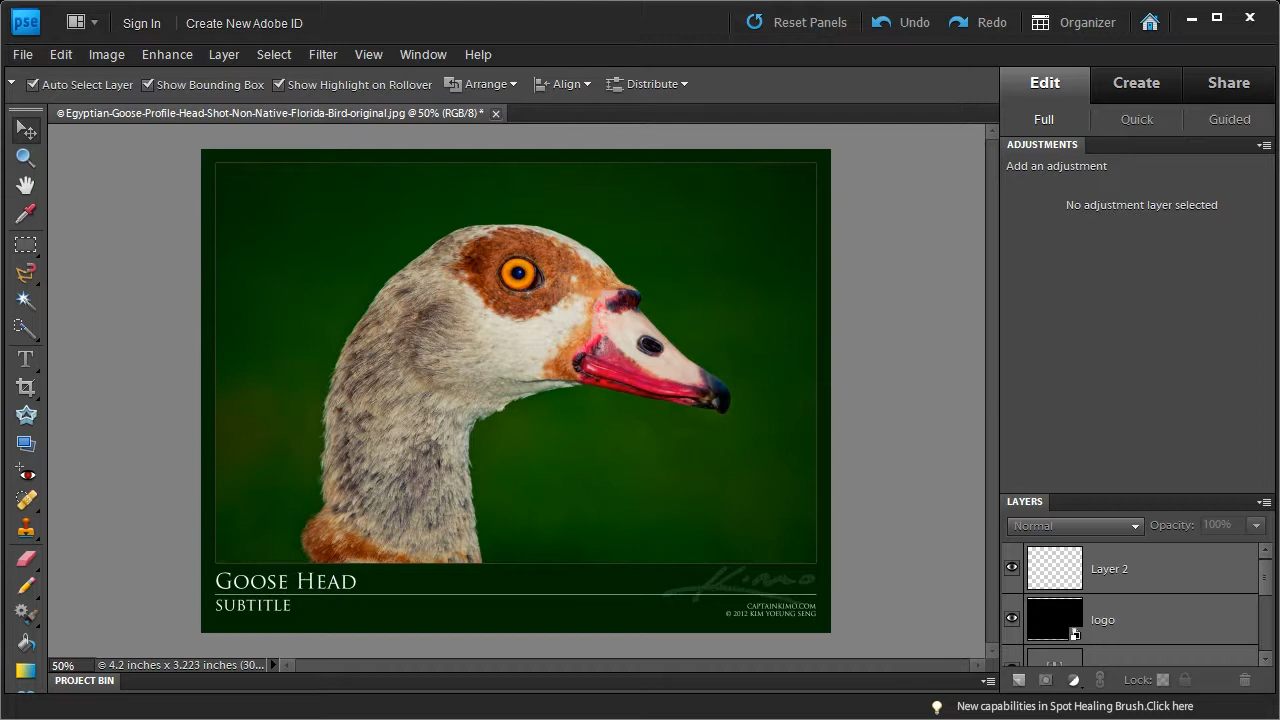 pse
Sign In
Create New Adobe ID
Reset Panels
Undo
Redo
Organizer
File Edit Image Enhance Layer Select Filter View Window Help
Auto Select Layer
Show Bounding Box
Show Highlight on Rollover
Arrange
Align
Distribute
Edit Create Share
©Egyptian-Goose-Profile-Head-Shot-Non-Native-Florida-Bird-original.jpg @ 50% (RGB/8) *
Full Quick Guided
ADJUSTMENTS
Add an adjustment
No adjustment layer selected
T
Goose Head
SUBTITLE
Kimo
CAPTAINKIMO.COM
© 2012 KIM YOEUNG SENG
LAYERS
Normal
Opacity: 100%
Layer 2
logo
50%
© 4.2 inches x 3.223 inches (30...
Lock:
PROJECT BIN
New capabilities in Spot Healing Brush.Click here